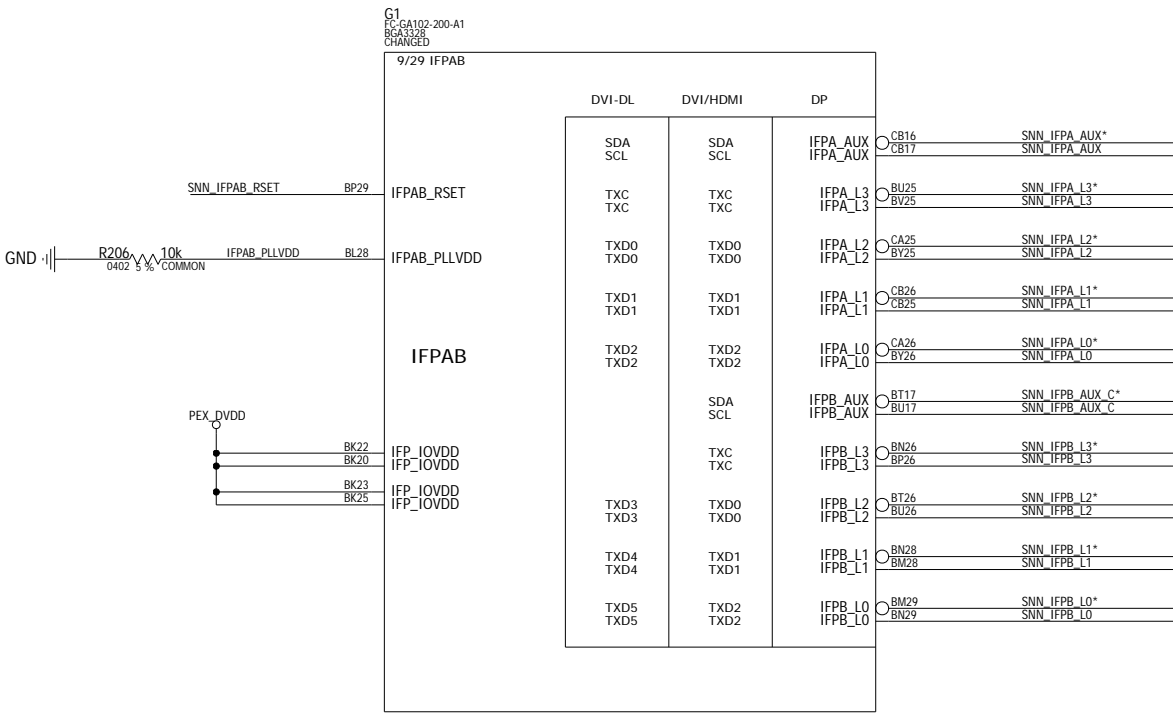 G1
FC-GA102-200-A1
BGA3328
CHANGED
9/29 IFPAB
DVI-DL DVI/HDMI DP
SDA SDA IFPA_AUX CB16 SNN_IFPA_AUX*
SCL SCL IFPA_AUX CB17 SNN_IFPA_AUX
SNN_IFPAB_RSET BP29 IFPAB_RSET TXC TXC IFPA_L3 BU25 SNN_IFPA_L3*
TXC TXC IFPA_L3 BV25 SNN_IFPA_L3
TXD0 TXD0 IFPA_L2 CA25 SNN_IFPA_L2*
GND R206 10k IFPAB_PLLVDD BL28 IFPAB_PLLVDD TXD0 TXD0 IFPA_L2 BY25 SNN_IFPA_L2
0402 5 % COMMON
TXD1 TXD1 IFPA_L1 CB26 SNN_IFPA_L1*
TXD1 TXD1 IFPA_L1 CB25 SNN_IFPA_L1
IFPAB TXD2 TXD2 IFPA_L0 CA26 SNN_IFPA_L0*
TXD2 TXD2 IFPA_L0 BY26 SNN_IFPA_L0
SDA IFPB_AUX BT17 SNN_IFPB_AUX_C*
PEX_DVDD SCL IFPB_AUX BU17 SNN_IFPB_AUX_C
BK22 IFP_IOVDD TXC IFPB_L3 BN26 SNN_IFPB_L3*
BK20 IFP_IOVDD TXC IFPB_L3 BP26 SNN_IFPB_L3
BK23 IFP_IOVDD
BK25 IFP_IOVDD TXD3 TXD0 IFPB_L2 BT26 SNN_IFPB_L2*
TXD3 TXD0 IFPB_L2 BU26 SNN_IFPB_L2
TXD4 TXD1 IFPB_L1 BN28 SNN_IFPB_L1*
TXD4 TXD1 IFPB_L1 BM28 SNN_IFPB_L1
TXD5 TXD2 IFPB_L0 BM29 SNN_IFPB_L0*
TXD5 TXD2 IFPB_L0 BN29 SNN_IFPB_L0